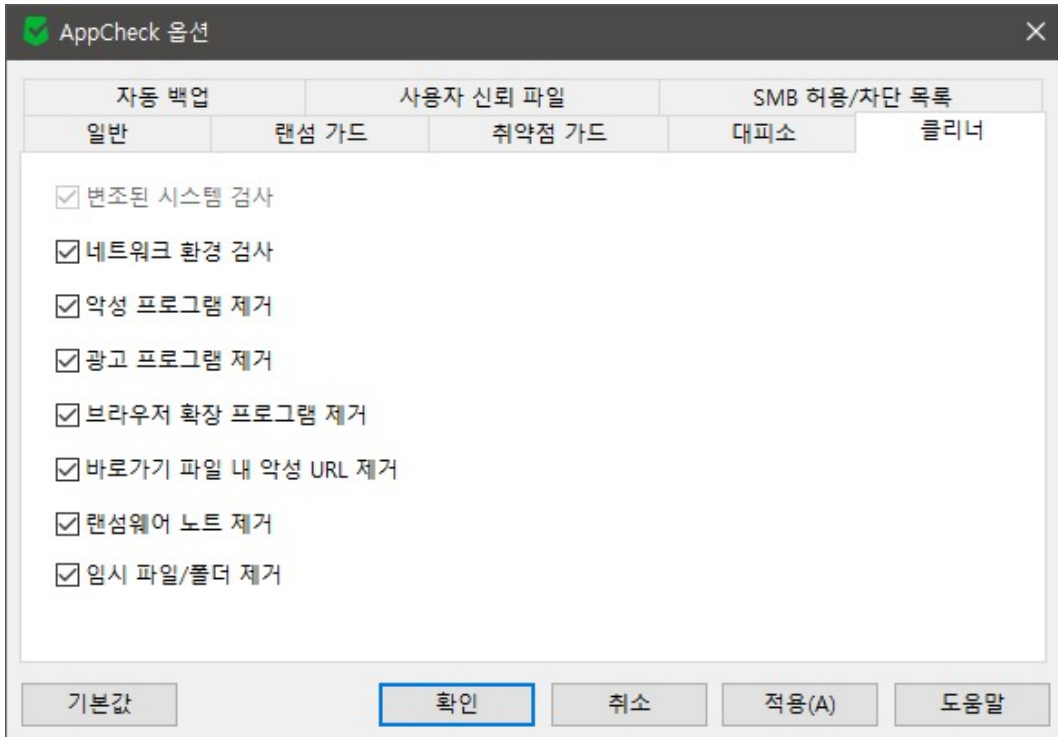 AppCheck 옵션
자동 백업 사용자 신뢰 파일 SMB 허용/차단 목록
일반 랜섬 가드 취약점 가드 대피소 클리너
변조된 시스템 검사
네트워크 환경 검사
악성 프로그램 제거
광고 프로그램 제거
브라우저 확장 프로그램 제거
바로가기 파일 내 악성 URL 제거
랜섬웨어 노트 제거
임시 파일/폴더 제거
기본값 확인 취소 적용(A) 도움말